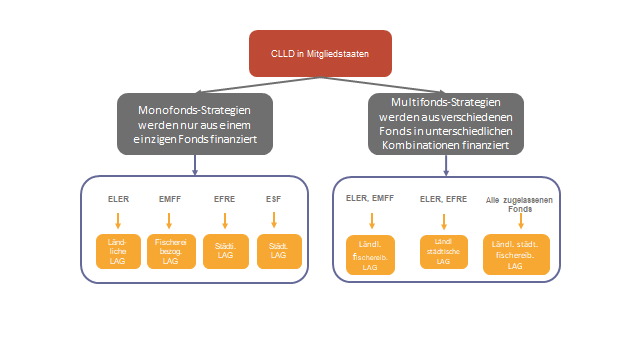 CLLD in Mitgliedstaaten
Monofonds-Strategien
werden nur aus einem
einzigen Fonds finanziert
Multifonds-Strategien
werden aus verschiedenen
Fonds in unterschiedlichen
Kombinationen finanziert
ELER
EMFF
EFRE
ESF
Länd-
liche
LAG
Fischerei
bezog.
LAG
Städt.
LAG
Städt.
LAG
ELER, EMFF
ELER, EFRE
Alle zugelassenen
Fonds
Ländl.
fischereib.
LAG
Ländl
städtische
LAG
Ländl. städt.
fischereib.
LAG